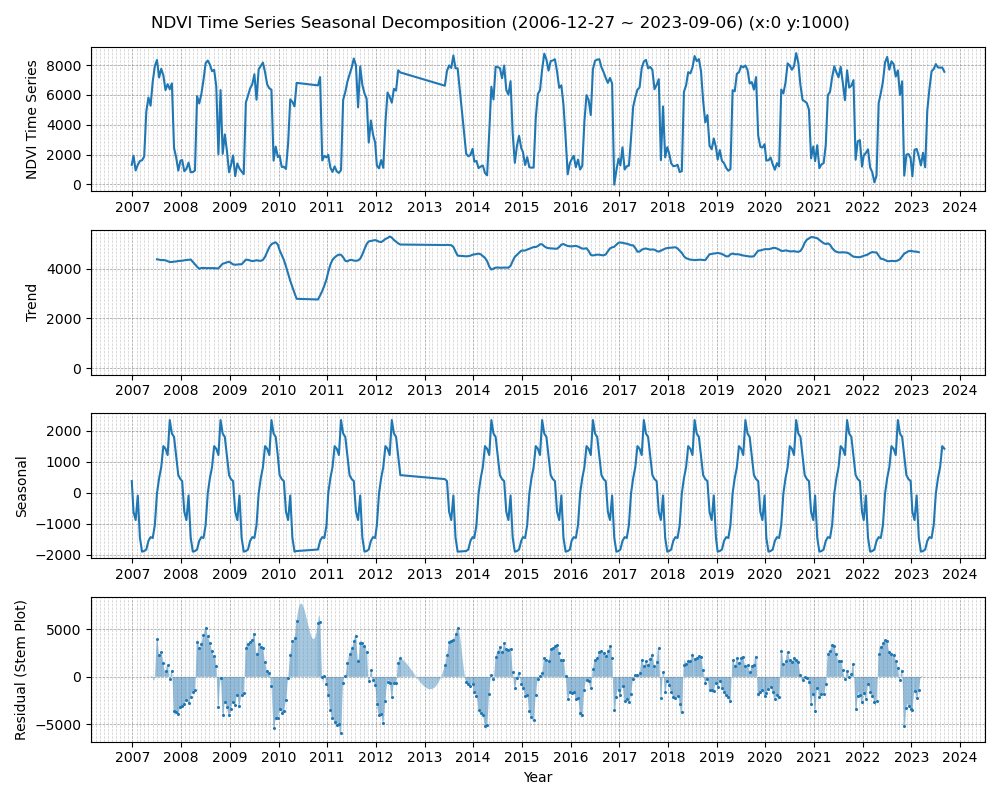 NDVI Time Series Seasonal Decomposition (2006-12-27 ~ 2023-09-06) (x:0 y:1000)
NDVI Time Series
8000
6000
4000
2000
0
2007 2008 2009 2010 2011 2012 2013 2014 2015 2016 2017 2018 2019 2020 2021 2022 2023 2024
Trend
4000
2000
0
2007 2008 2009 2010 2011 2012 2013 2014 2015 2016 2017 2018 2019 2020 2021 2022 2023 2024
Seasonal
2000
1000
0
−1000
−2000
2007 2008 2009 2010 2011 2012 2013 2014 2015 2016 2017 2018 2019 2020 2021 2022 2023 2024
Residual (Stem Plot)
5000
0
−5000
2007 2008 2009 2010 2011 2012 2013 2014 2015 2016 2017 2018 2019 2020 2021 2022 2023 2024
Year